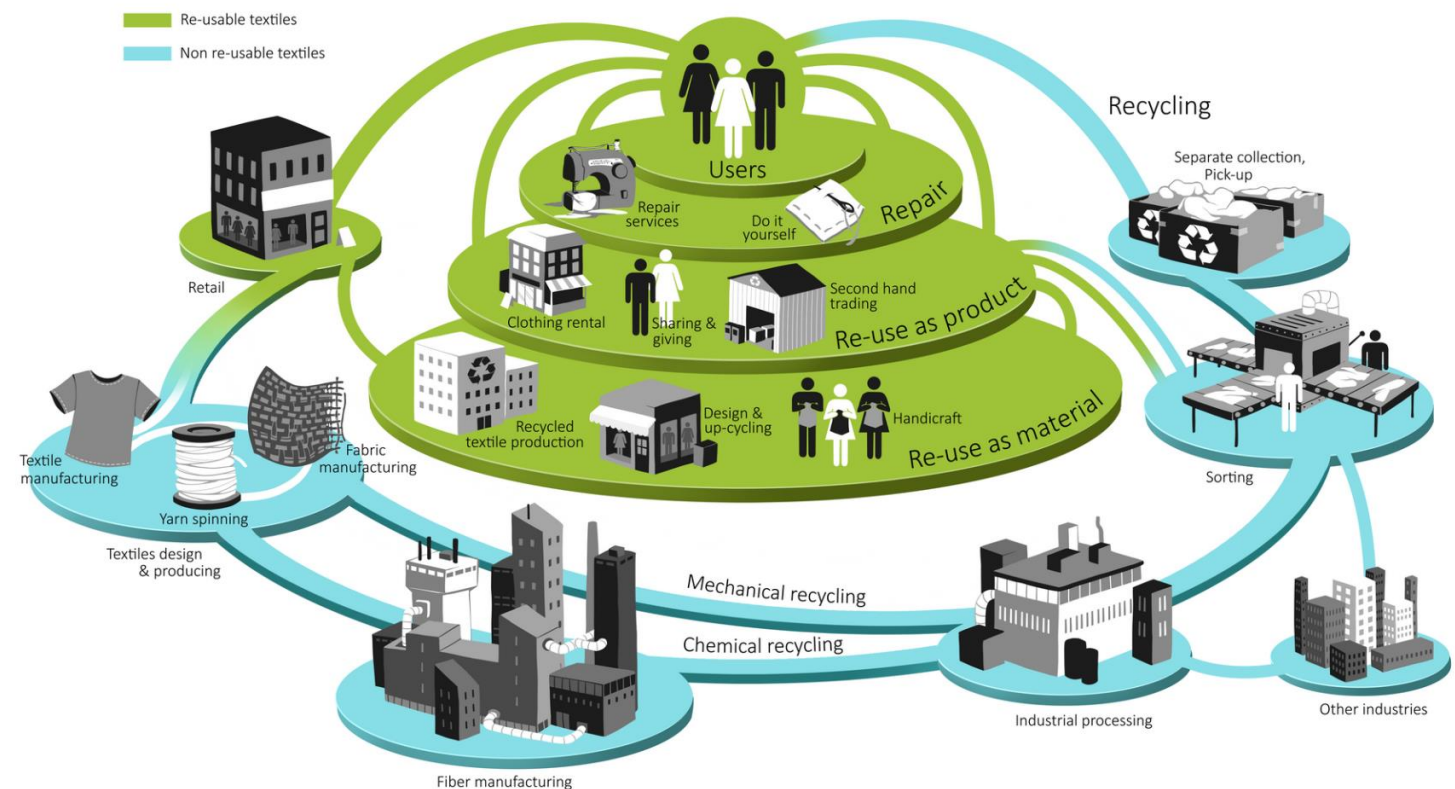 Re-usable textiles
Non re-usable textiles
Recycling
Separate collection,
Pick-up
Users
Repair
services
Do it
yourself
Repair
Retail
Clothing rental
Sharing &
giving
Second hand
trading
Re-use as product
Recycled
textile production
Design &
up-cycling
Handicraft
Re-use as material
Textile
manufacturing
Fabric
manufacturing
Yarn spinning
Textiles design
& producing
Sorting
Mechanical recycling
Chemical recycling
Fiber manufacturing
Industrial processing
Other industries